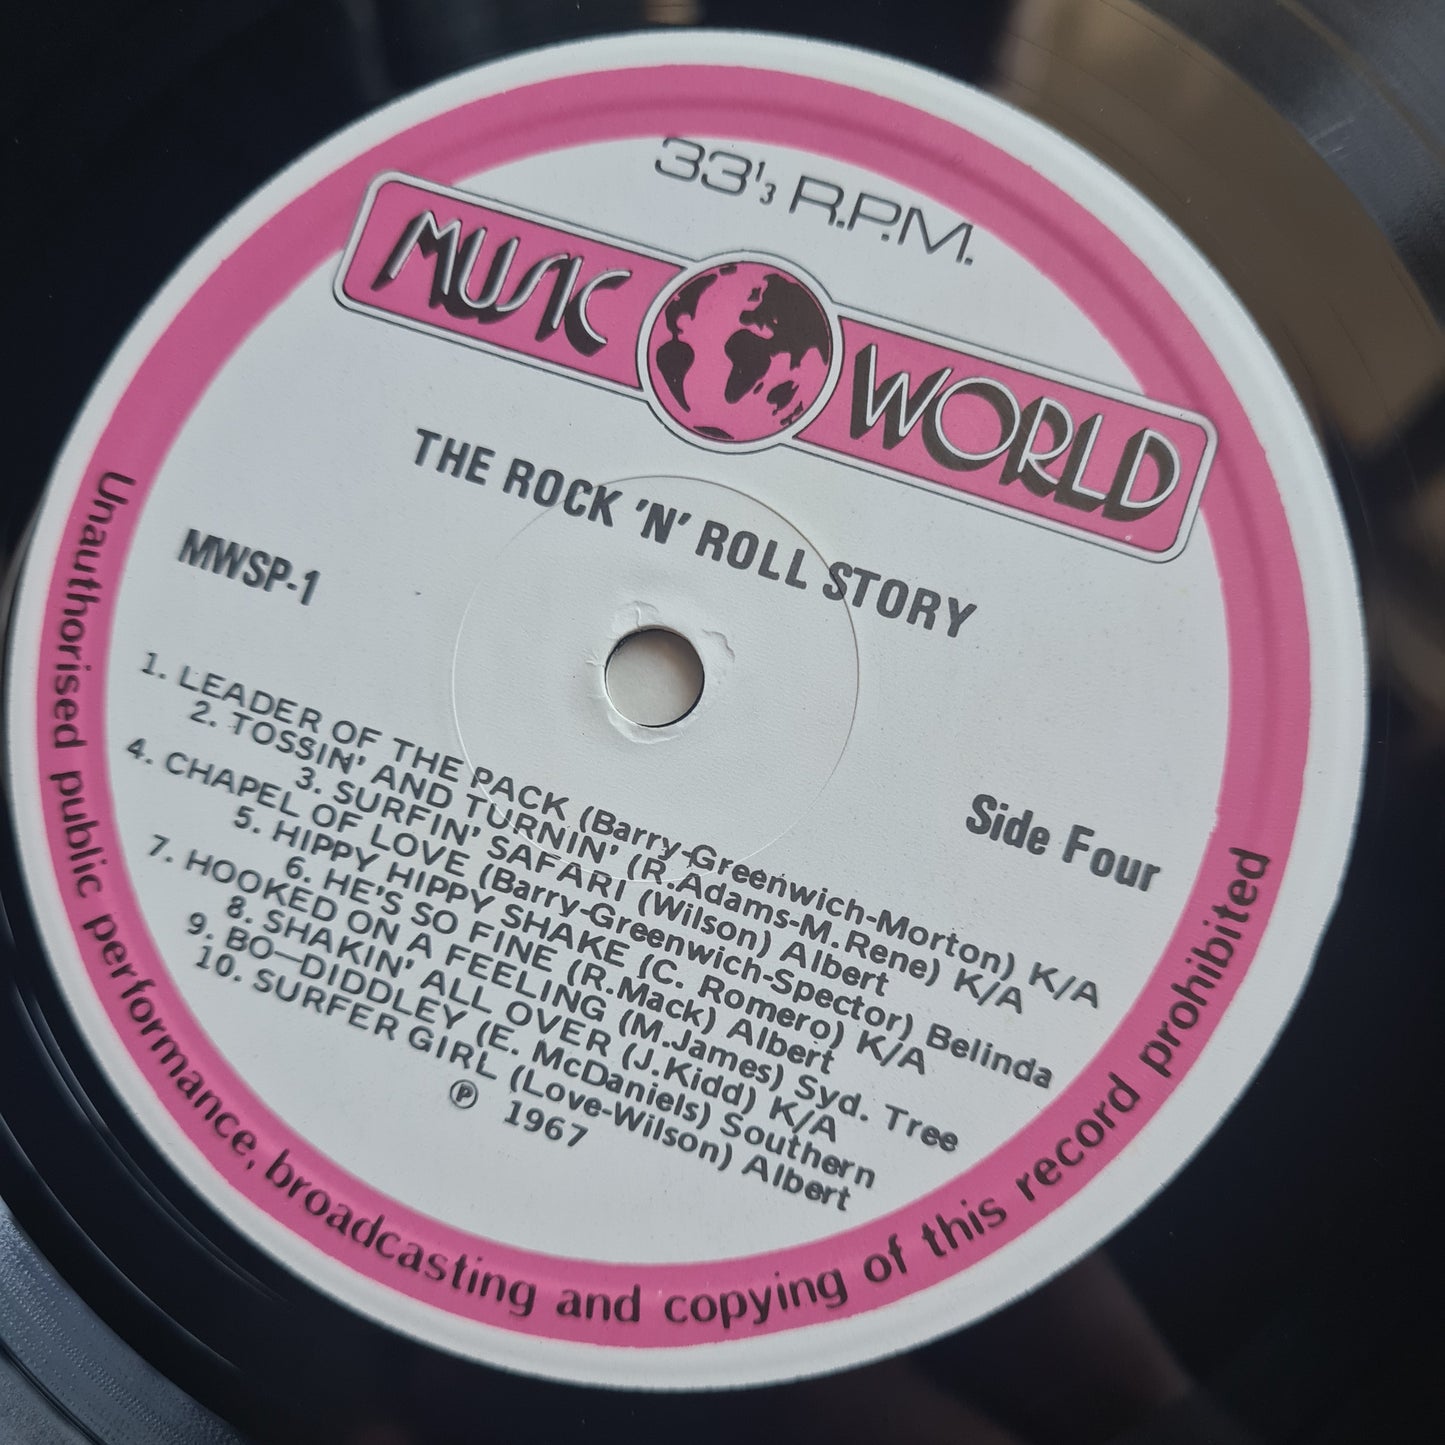 33⅓ R.P.M.
MUSIC WORLD
THE ROCK 'N' ROLL STORY
MWSP-1
Side Four
1. LEADER OF THE PACK (Barry-Greenwich-Morton) K/A
2. TOSSIN' AND TURNIN' (R.Adams-M.Rene) K/A
3. SURFIN' SAFARI (Wilson) Albert
4. CHAPEL OF LOVE (Barry-Greenwich-Spector) Belinda
5. HIPPY HIPPY SHAKE (C. Romero) K/A
6. HE'S SO FINE (R.Mack) Albert
7. HOOKED ON A FEELING (M.James) Syd. Tree
8. SHAKIN' ALL OVER (J.Kidd) K/A
9. BO–DIDDLEY (E. McDaniels) Southern
10. SURFER GIRL (Love-Wilson) Albert
℗ 1967
Unauthorised public performance, broadcasting and copying of this record prohibited